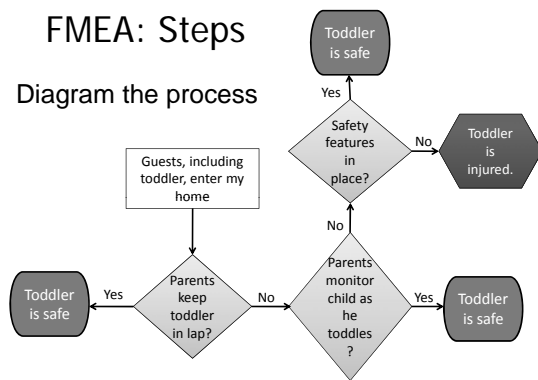 FMEA: Steps
Diagram the process
Toddler
is safe
Yes
Safety
features
in
place?
No
Toddler
is
injured.
Guests, including
toddler, enter my
home
No
Toddler
is safe
Yes
Parents
keep
toddler
in lap?
No
Parents
monitor
child as
he
toddles
?
Yes
Toddler
is safe